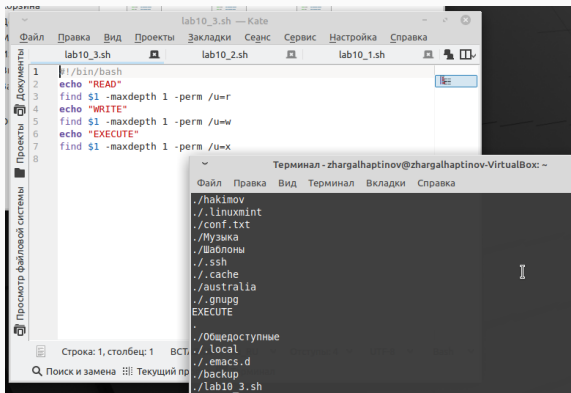 lab10_3.sh — Kate
Файл Правка Вид Проекты Закладки Сеанс Сервис Настройка Справка
lab10_3.sh lab10_2.sh lab10_1.sh
Документы
Проекты
Просмотр файловой системы
1 #!/bin/bash
2 echo "READ"
3 find $1 -maxdepth 1 -perm /u=r
4 echo "WRITE"
5 find $1 -maxdepth 1 -perm /u=w
6 echo "EXECUTE"
7 find $1 -maxdepth 1 -perm /u=x
8
Строка: 1, столбец: 1
Поиск и замена Текущий
Терминал - zhargalhaptinov@zhargalhaptinov-VirtualBox: ~
Файл Правка Вид Терминал Вкладки Справка
./hakimov
./.linuxmint
./conf.txt
./Музыка
./Шаблоны
./.ssh
./.cache
./australia
./.gnupg
EXECUTE
.
./Общедоступные
./.local
./.emacs.d
./backup
./lab10_3.sh